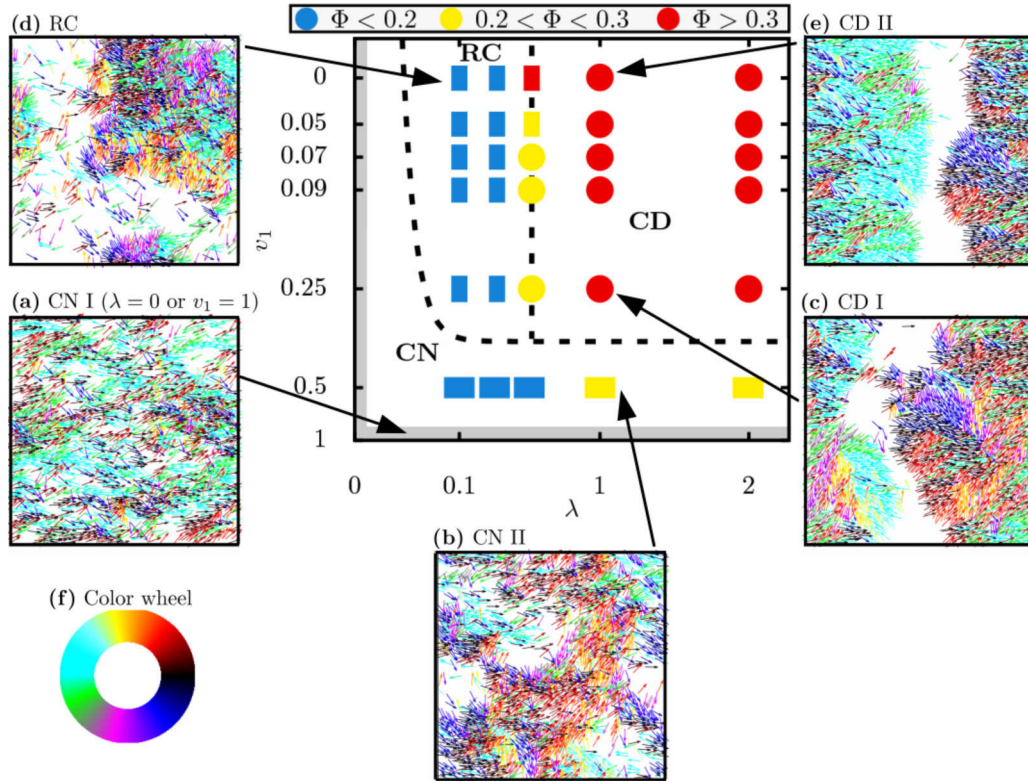 (d) RC
Φ < 0.2 0.2 < Φ < 0.3 Φ > 0.3
(e) CD II
RC
0
0.05
0.07
0.09
CD
v₁
0.25
(a) CN I (λ = 0 or v₁ = 1)
(c) CD I
CN
0.5
1
0 0.1 1 2
λ
(b) CN II
(f) Color wheel